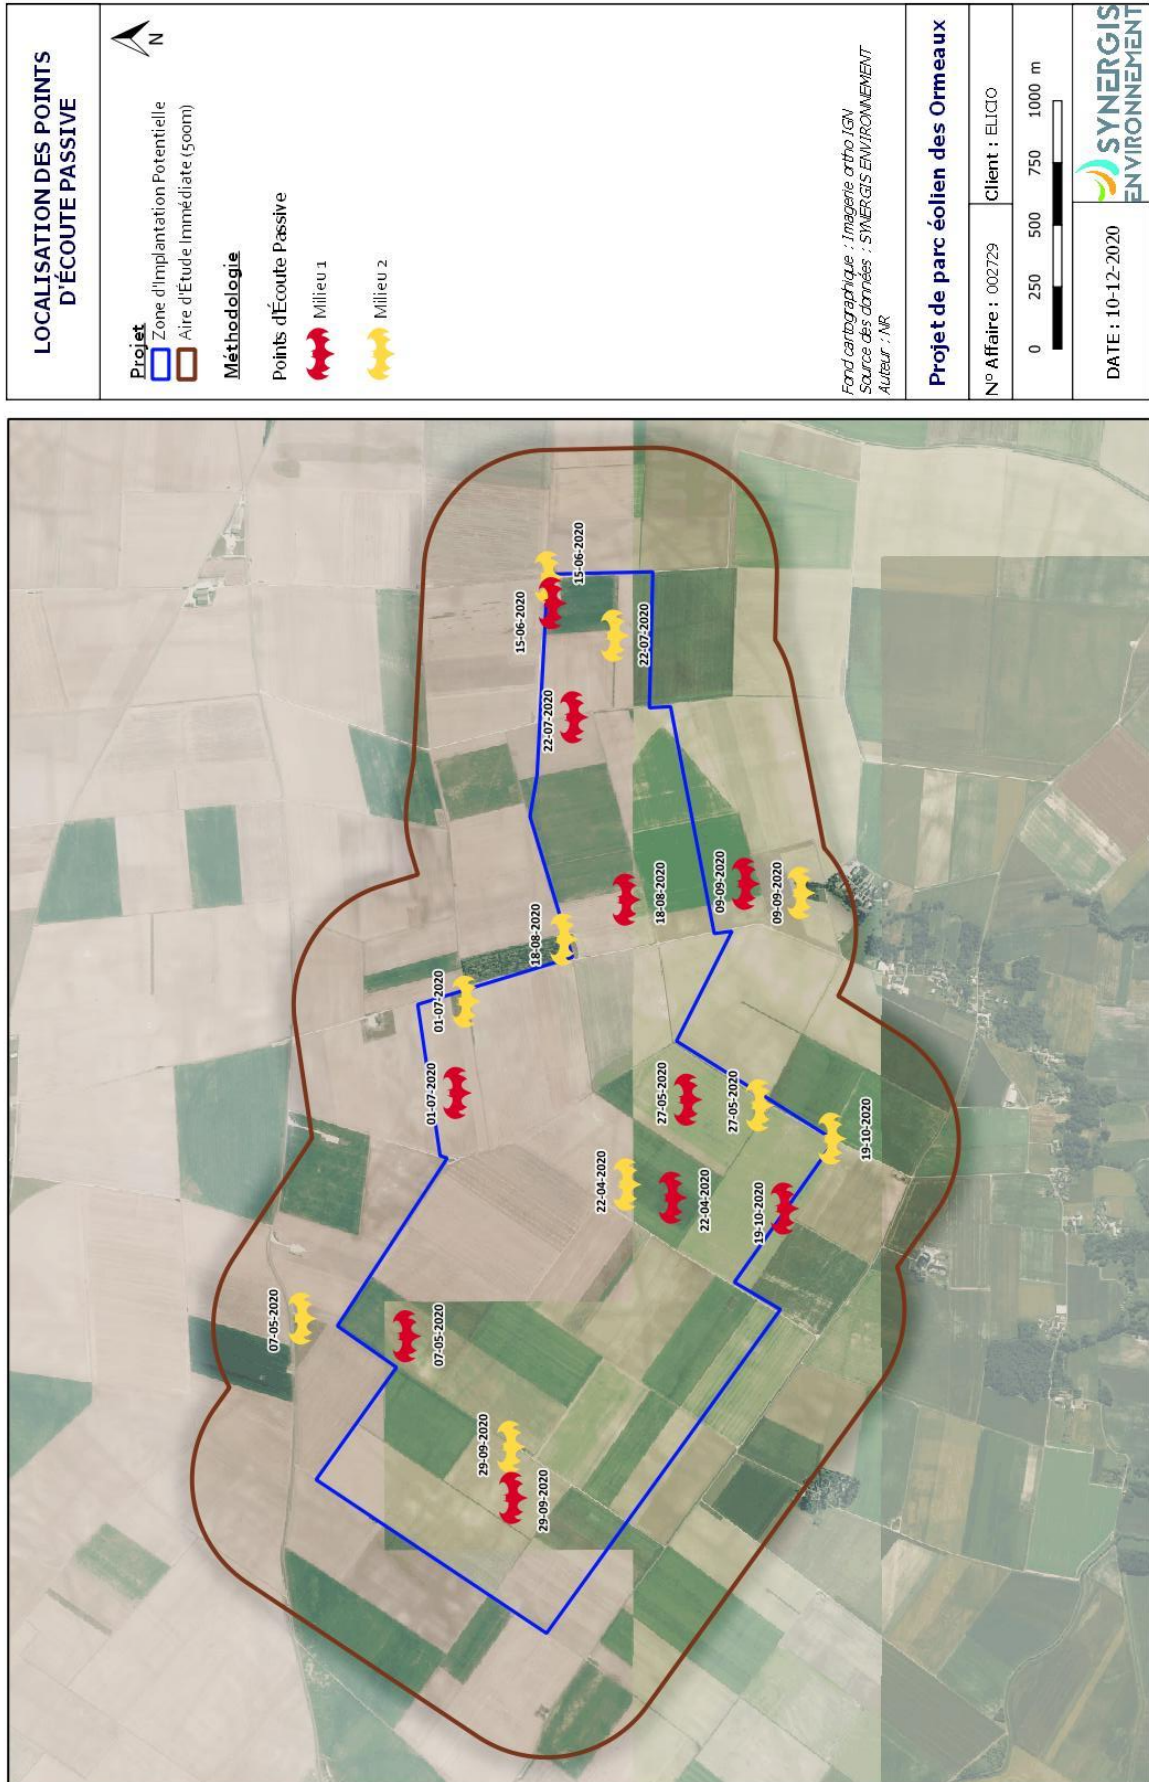 LOCALISATION DES POINTS
D'ÉCOUTE PASSIVE
N
Projet
Zone d'Implantation Potentielle
Aire d'Étude Immédiate (500m)
Méthodologie
Points d'Écoute Passive
Milieu 1
Milieu 2
Fond cartographique : Imagerie ortho IGN
Source des données : SYNERGIS ENVIRONNEMENT
Auteur : NR
Projet de parc éolien des Ormeaux
N° Affaire : 002729
Client : ELICIO
0 250 500 750 1000 m
DATE : 10-12-2020
SYNERGIS
ENVIRONNEMENT
07-05-2020
07-05-2020
29-09-2020
29-09-2020
01-07-2020
01-07-2020
22-04-2020
22-04-2020
27-05-2020
27-05-2020
19-10-2020
19-10-2020
18-08-2020
18-08-2020
09-09-2020
09-09-2020
22-07-2020
22-07-2020
15-06-2020
15-06-2020